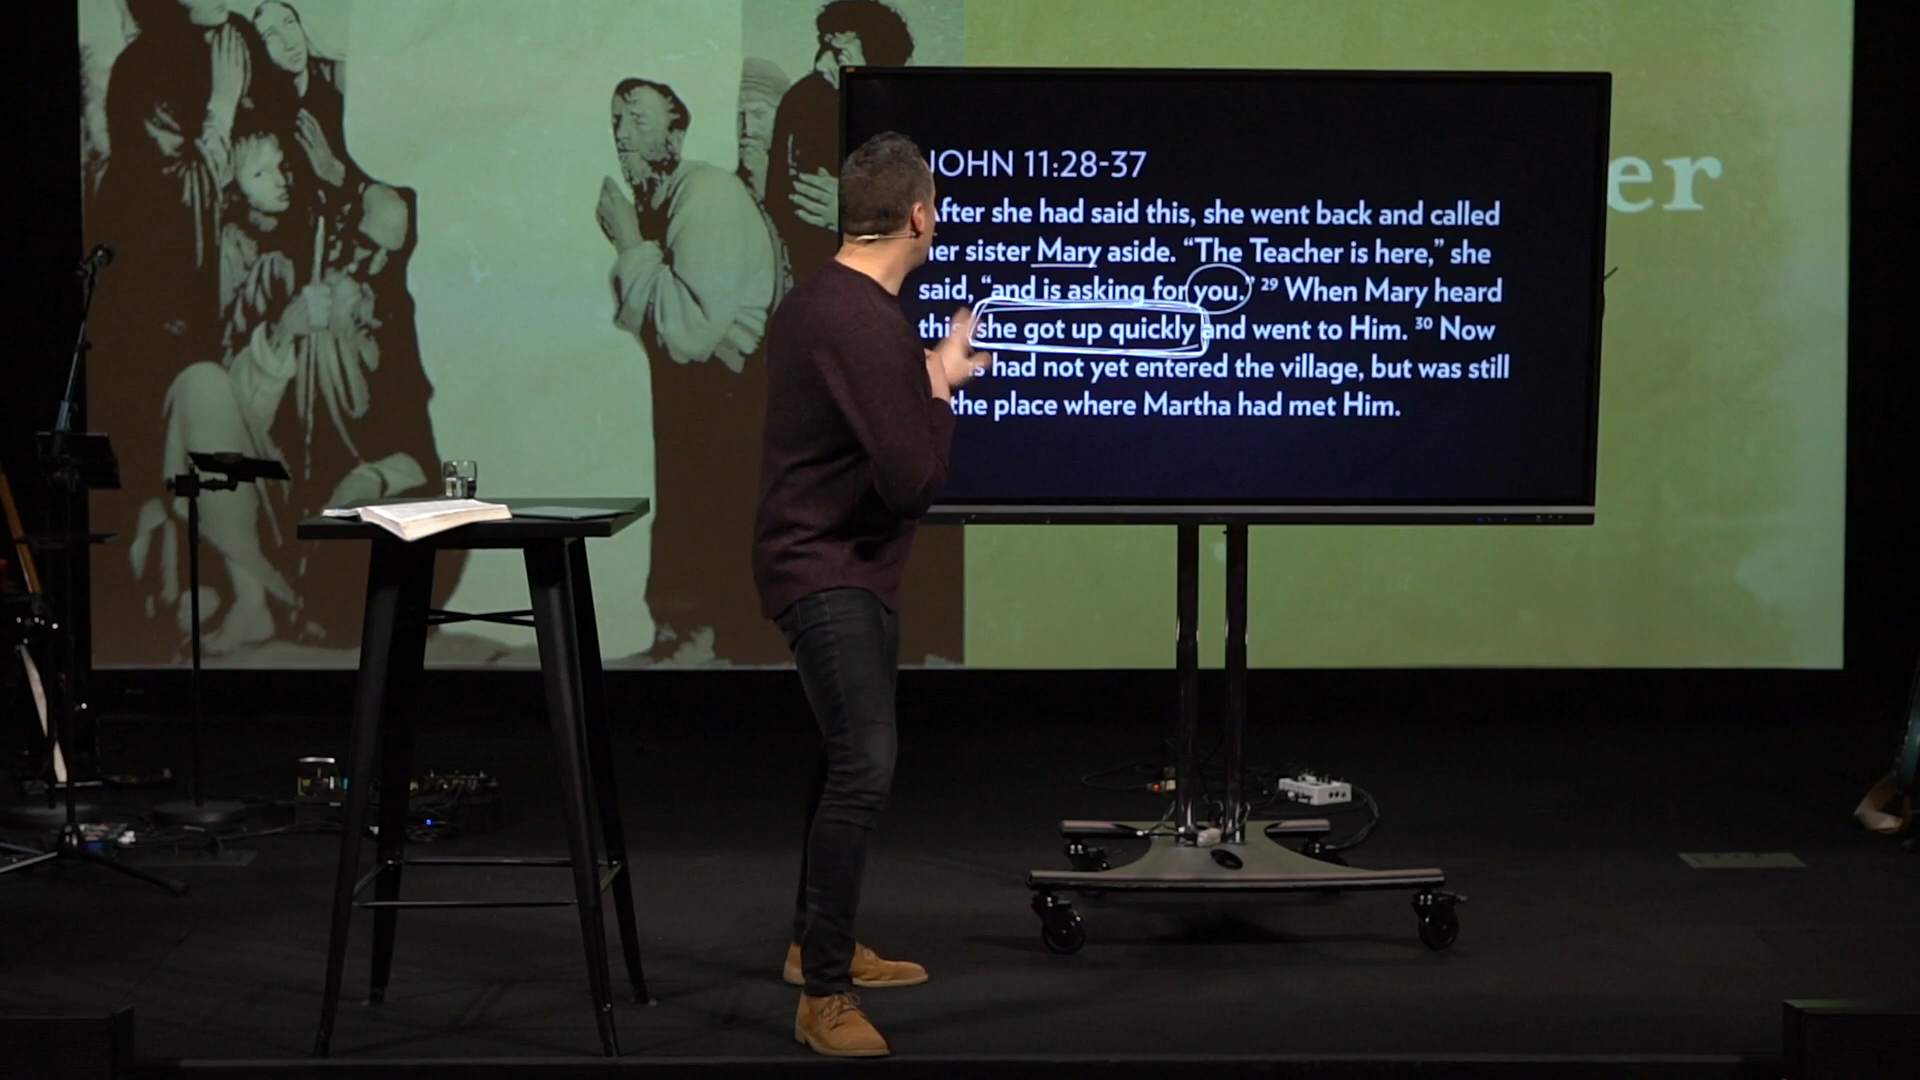 JOHN 11:28-37
After she had said this, she went back and called
her sister Mary aside. “The Teacher is here,” she
said, “and is asking for you.” 29 When Mary heard
she got up quickly and went to Him. 30 Now
had not yet entered the village, but was still
the place where Martha had met Him.
er